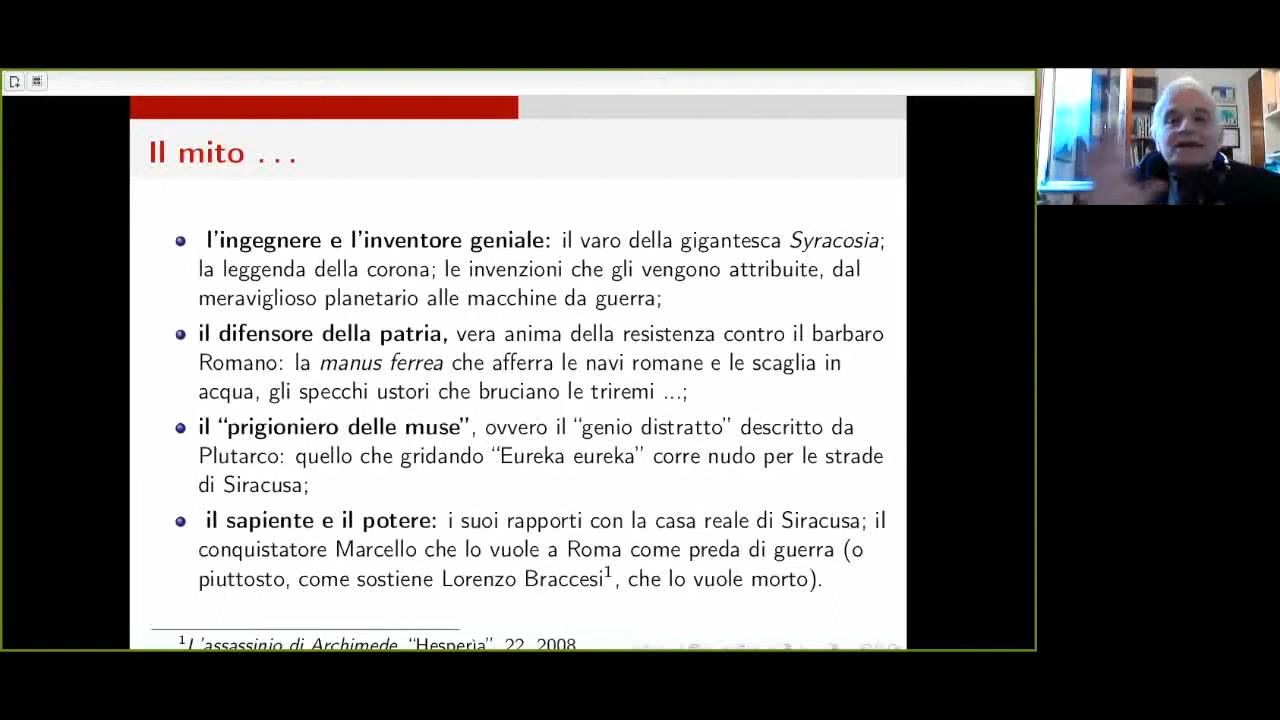 Il mito ...
l'ingegnere e l'inventore geniale: il varo della gigantesca Syracosia;
la leggenda della corona; le invenzioni che gli vengono attribuite, dal
meraviglioso planetario alle macchine da guerra;
il difensore della patria, vera anima della resistenza contro il barbaro
Romano: la manus ferrea che afferra le navi romane e le scaglia in
acqua, gli specchi ustori che bruciano le triremi ...;
il “prigioniero delle muse”, ovvero il “genio distratto” descritto da
Plutarco: quello che gridando “Eureka eureka” corre nudo per le strade
di Siracusa;
il sapiente e il potere: i suoi rapporti con la casa reale di Siracusa; il
conquistatore Marcello che lo vuole a Roma come preda di guerra (o
piuttosto, come sostiene Lorenzo Braccesi1, che lo vuole morto).
1L'assassinio di Archimede, “Hesperìa”, 22, 2008